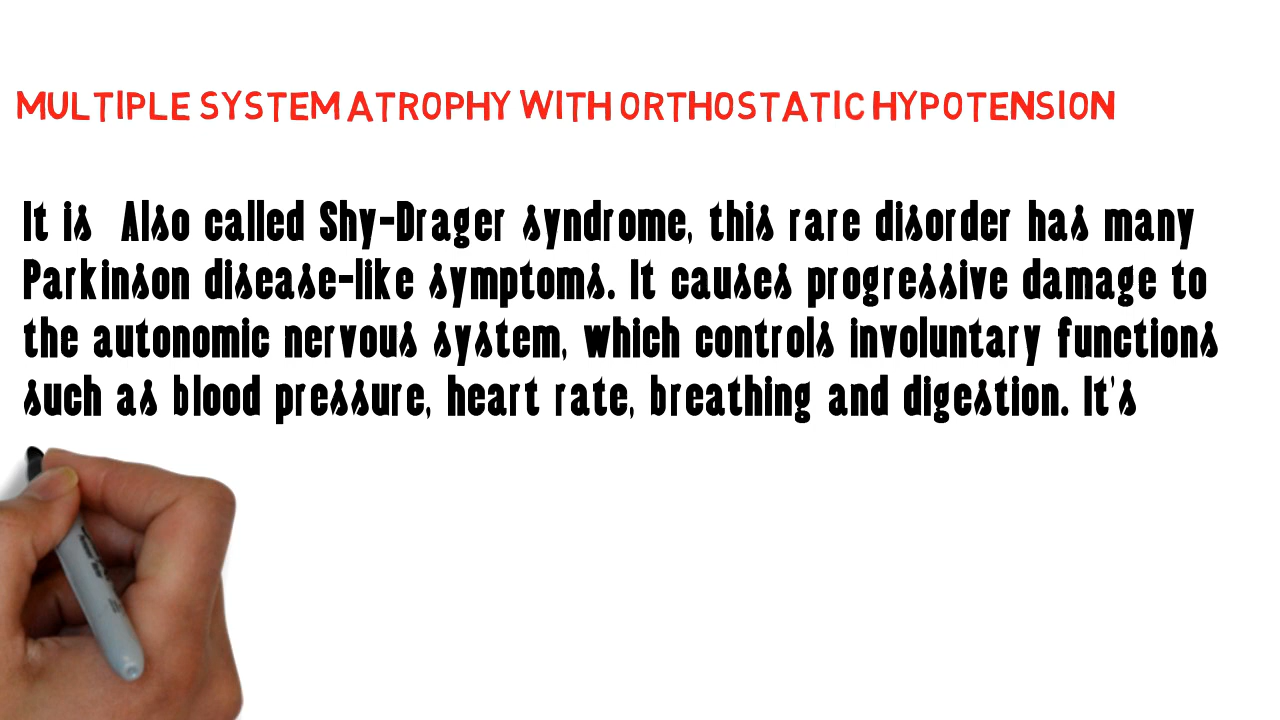 MULTIPLE SYSTEM ATROPHY WITH ORTHOSTATIC HYPOTENSION
It is Also called Shy-Drager syndrome, this rare disorder has many
Parkinson disease-like symptoms. It causes progressive damage to
the autonomic nervous system, which controls involuntary functions
such as blood pressure, heart rate, breathing and digestion. It's